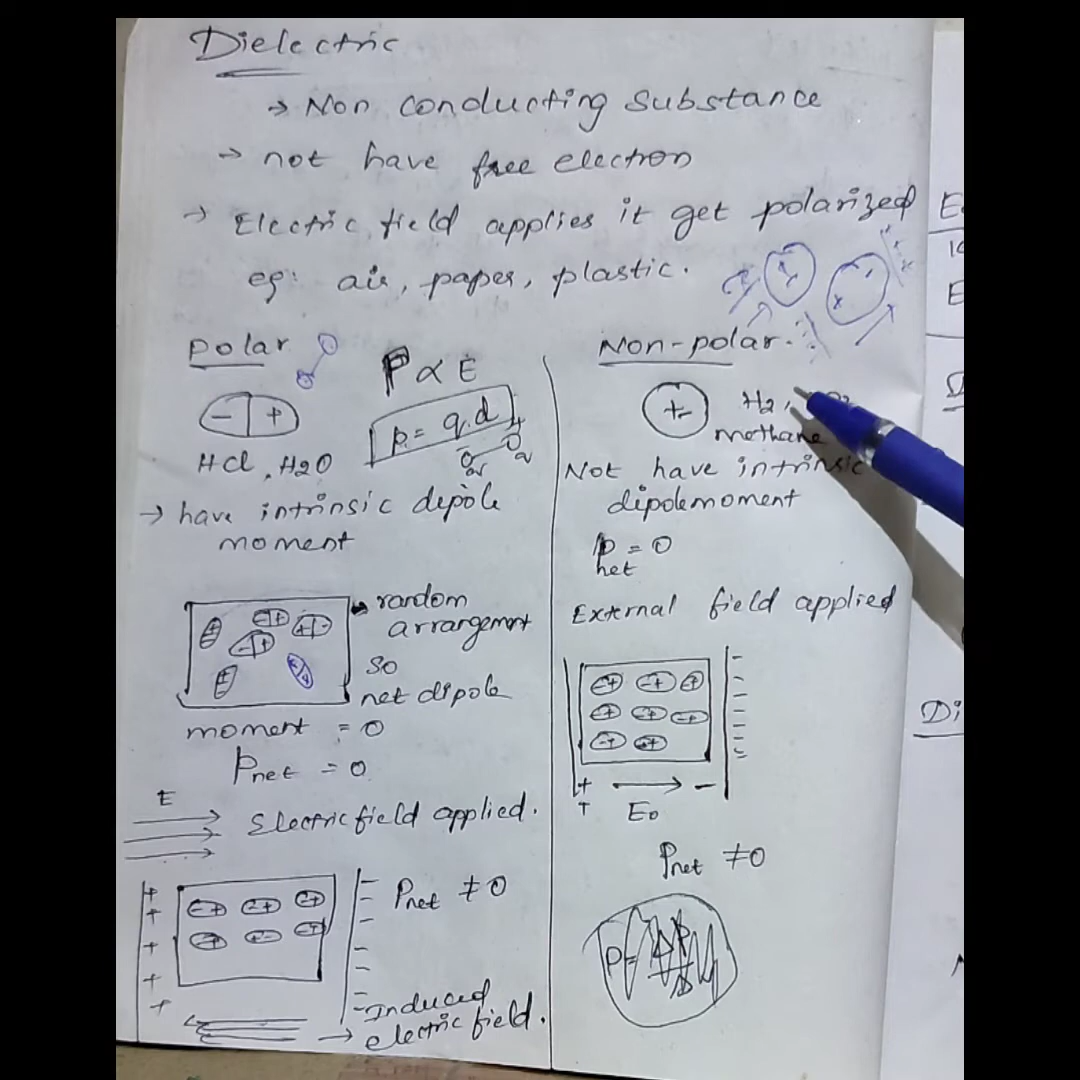 Dielectric
→ Non conducting substance
→ not have free electron
→ Electric field applies it get polarized
eg: air, paper, plastic.
Polar
P ∝ E
p = q.d
- +
HCl, H2O
→ have intrinsic depole
moment
random
arrangement
so
net dipole
moment = 0
Pnet = 0
E
Electric field applied.
Pnet ≠ 0
Induced
→ electric field.
Non-polar.
+-
H2,
methane
Not have intrinsic
dipolemoment
p net = 0
External field applied
+ → -
+ E0
Pnet ≠ 0